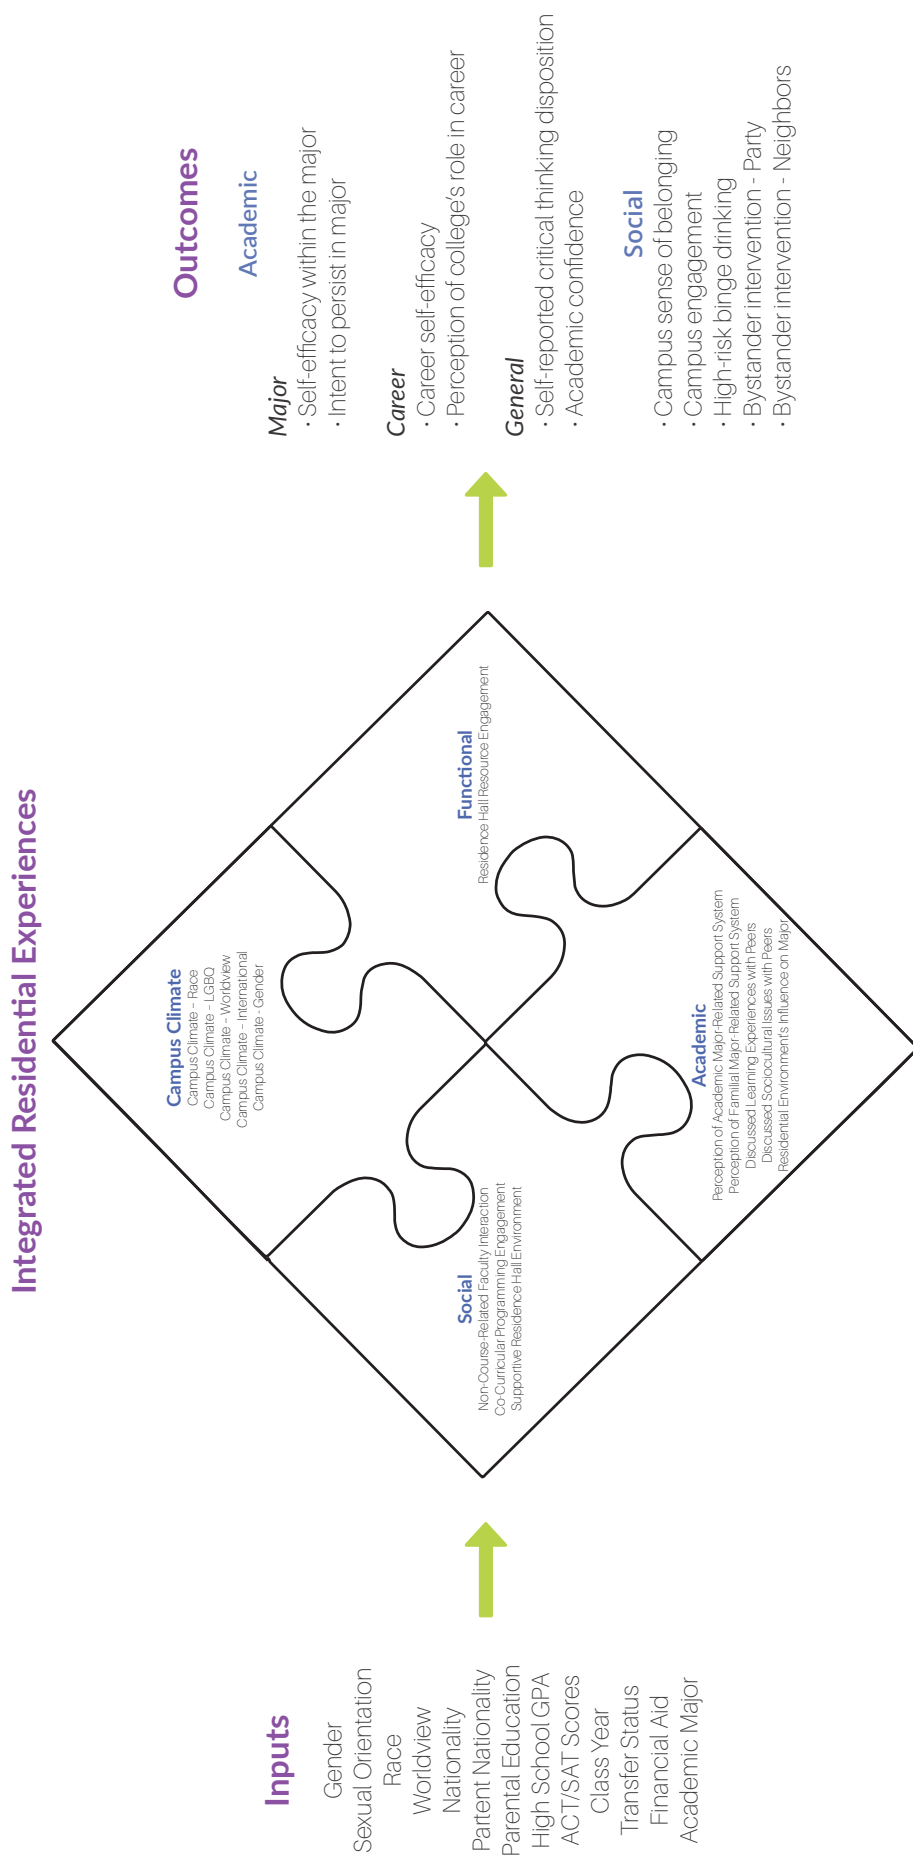 Integrated Residential Experiences
Inputs
Gender
Sexual Orientation
Race
Worldview
Nationality
Partent Nationality
Parental Education
High School GPA
ACT/SAT Scores
Class Year
Transfer Status
Financial Aid
Academic Major
Campus Climate
Campus Climate – Race
Campus Climate – LGBQ
Campus Climate – Worldview
Campus Climate – International
Campus Climate - Gender
Social
Non-Course-Related Faculty Interaction
Co-Curricular Programming Engagement
Supportive Residence Hall Environment
Functional
Residence Hall Resource Engagement
Academic
Perception of Academic Major-Related Support System
Perception of Familial Major-Related Support System
Discussed Learning Experiences with Peers
Discussed Sociocultural Issues with Peers
Residential Environment's Influence on Major
Outcomes
Academic
Major
· Self-efficacy within the major
· Intent to persist in major
Career
· Career self-efficacy
· Perception of college's role in career
General
· Self-reported critical thinking disposition
· Academic confidence
Social
· Campus sense of belonging
· Campus engagement
· High-risk binge drinking
· Bystander intervention - Party
· Bystander intervention - Neighbors